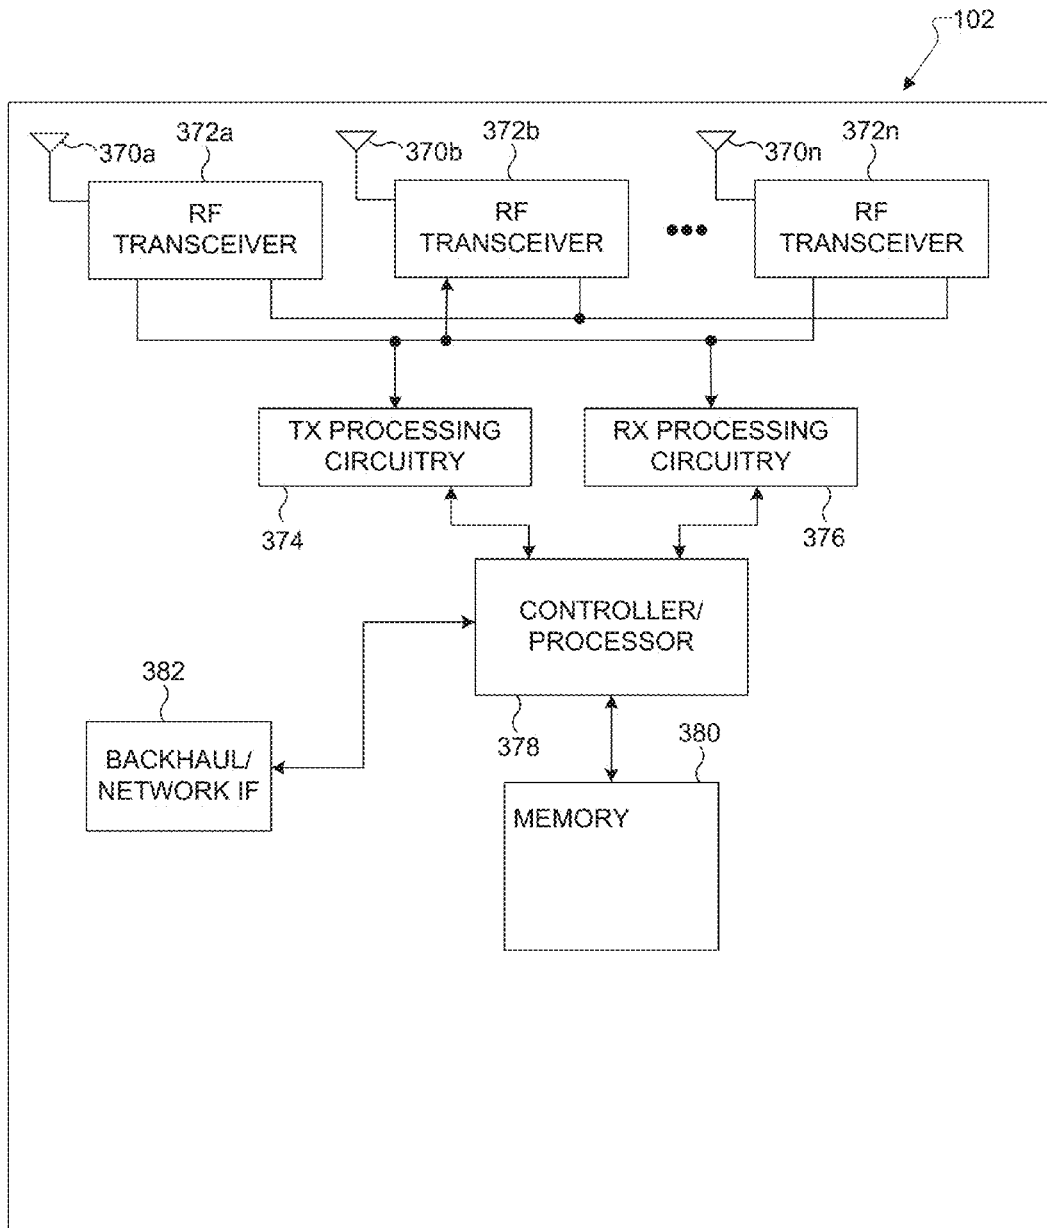 102
372a
372b
372n
370a
370b
370n
RF
TRANSCEIVER
RF
TRANSCEIVER
RF
TRANSCEIVER
TX PROCESSING
CIRCUITRY
RX PROCESSING
CIRCUITRY
374
376
CONTROLLER/
PROCESSOR
382
378
380
BACKHAUL/
NETWORK IF
MEMORY